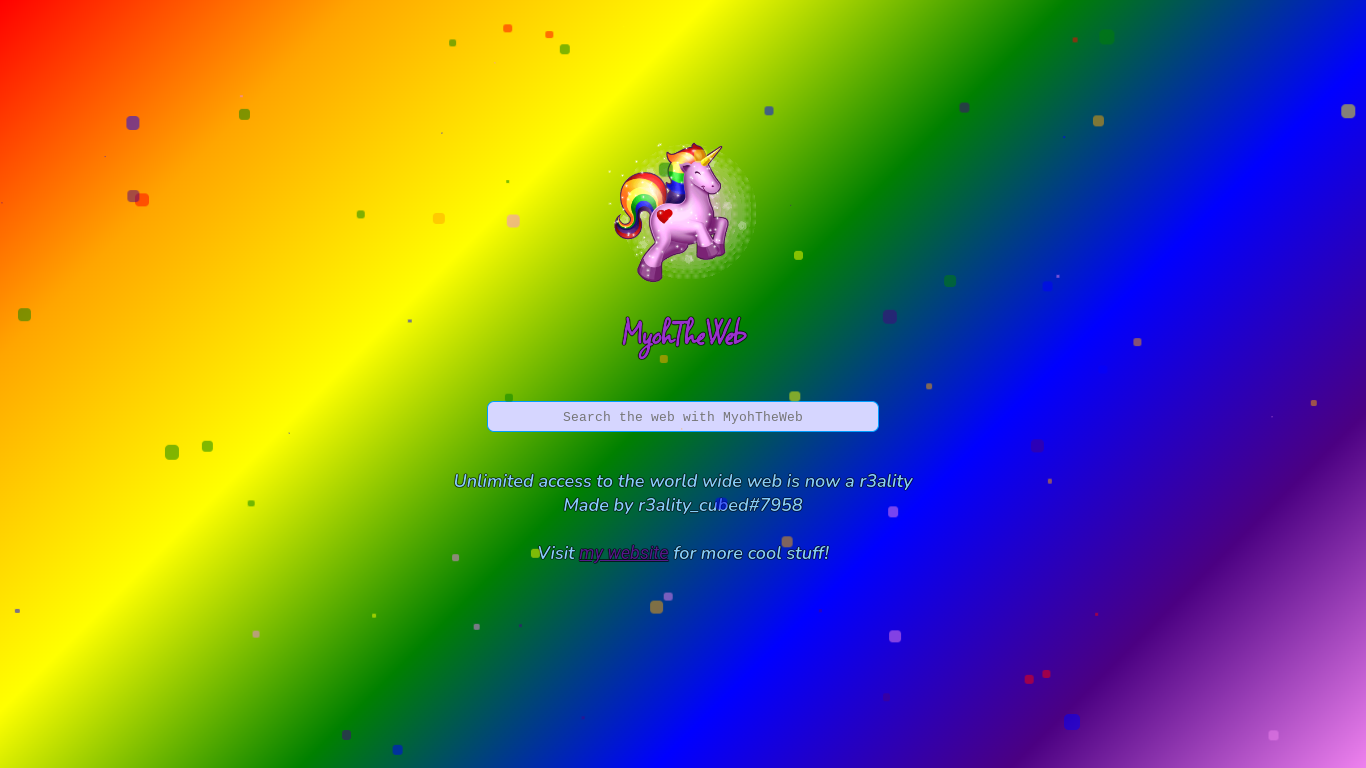 MyohTheWeb
Search the web with MyohTheWeb
Unlimited access to the world wide web is now a r3ality
Made by r3ality_cubed#7958
Visit my website for more cool stuff!